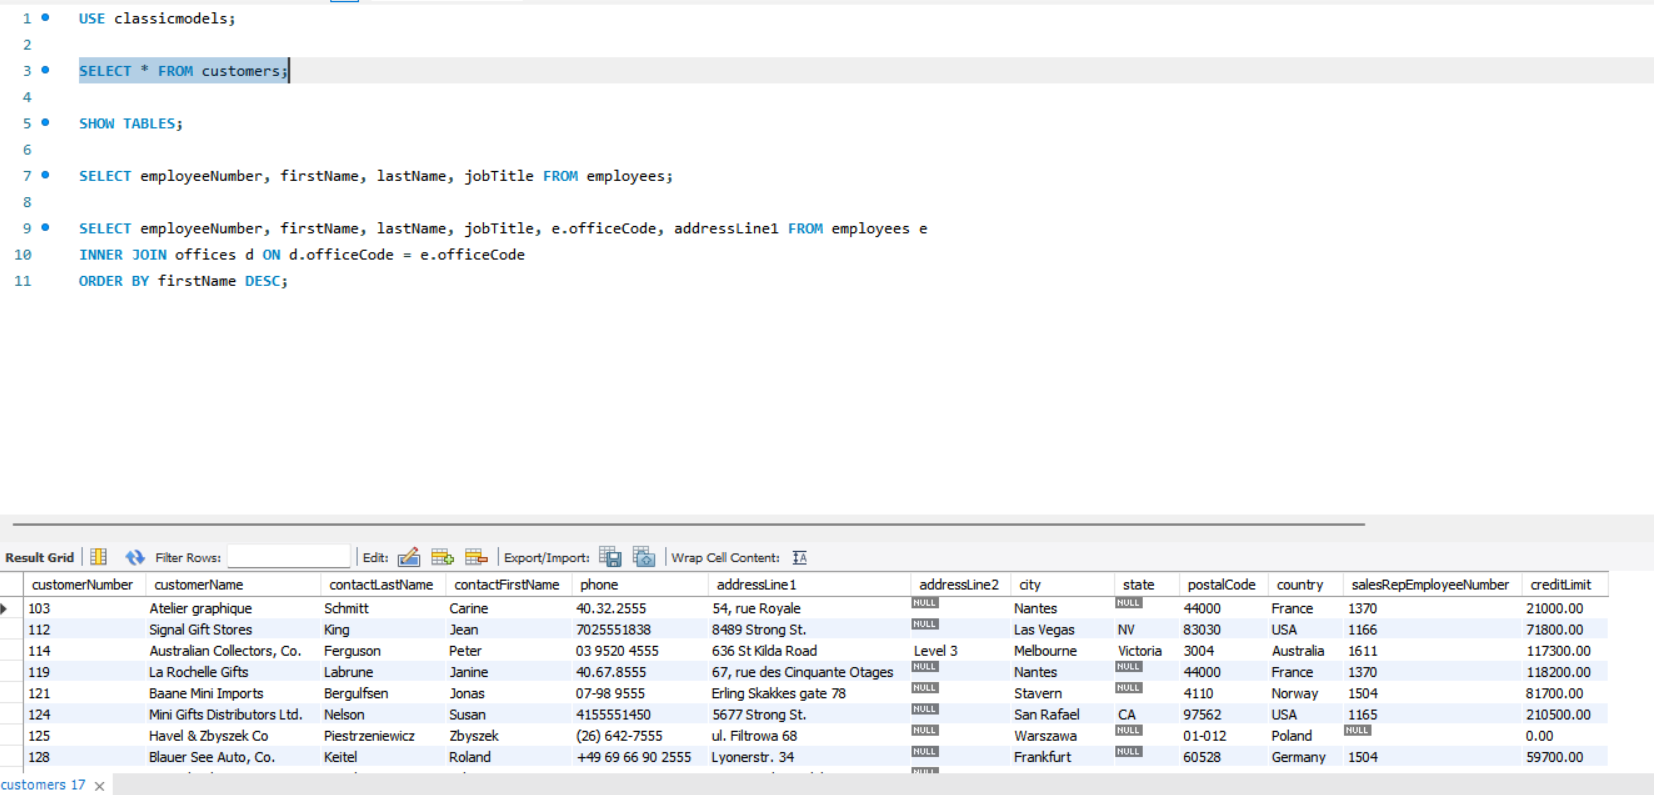 1 USE classicmodels;
2
3 SELECT * FROM customers;
4
5 SHOW TABLES;
6
7 SELECT employeeNumber, firstName, lastName, jobTitle FROM employees;
8
9 SELECT employeeNumber, firstName, lastName, jobTitle, e.officeCode, addressLine1 FROM employees e
10 INNER JOIN offices d ON d.officeCode = e.officeCode
11 ORDER BY firstName DESC;
Result Grid Filter Rows: Edit: Export/Import: Wrap Cell Content: IA
customerNumber customerName contactLastName contactFirstName phone addressLine1 addressLine2 city state postalCode country salesRepEmployeeNumber creditLimit
103 Atelier graphique Schmitt Carine 40.32.2555 54, rue Royale NULL Nantes NULL 44000 France 1370 21000.00
112 Signal Gift Stores King Jean 7025551838 8489 Strong St. NULL Las Vegas NV 83030 USA 1166 71800.00
114 Australian Collectors, Co. Ferguson Peter 03 9520 4555 636 St Kilda Road Level 3 Melbourne Victoria 3004 Australia 1611 117300.00
119 La Rochelle Gifts Labrune Janine 40.67.8555 67, rue des Cinquante Otages NULL Nantes NULL 44000 France 1370 118200.00
121 Baane Mini Imports Bergulfsen Jonas 07-98 9555 Erling Skakkes gate 78 NULL Stavern NULL 4110 Norway 1504 81700.00
124 Mini Gifts Distributors Ltd. Nelson Susan 4155551450 5677 Strong St. NULL San Rafael CA 97562 USA 1165 210500.00
125 Havel & Zbyszek Co Piestrzeniewicz Zbyszek (26) 642-7555 ul. Filtrowa 68 NULL Warszawa NULL 01-012 Poland NULL 0.00
128 Blauer See Auto, Co. Keitel Roland +49 69 66 90 2555 Lyonerstr. 34 NULL Frankfurt NULL 60528 Germany 1504 59700.00
customers 17